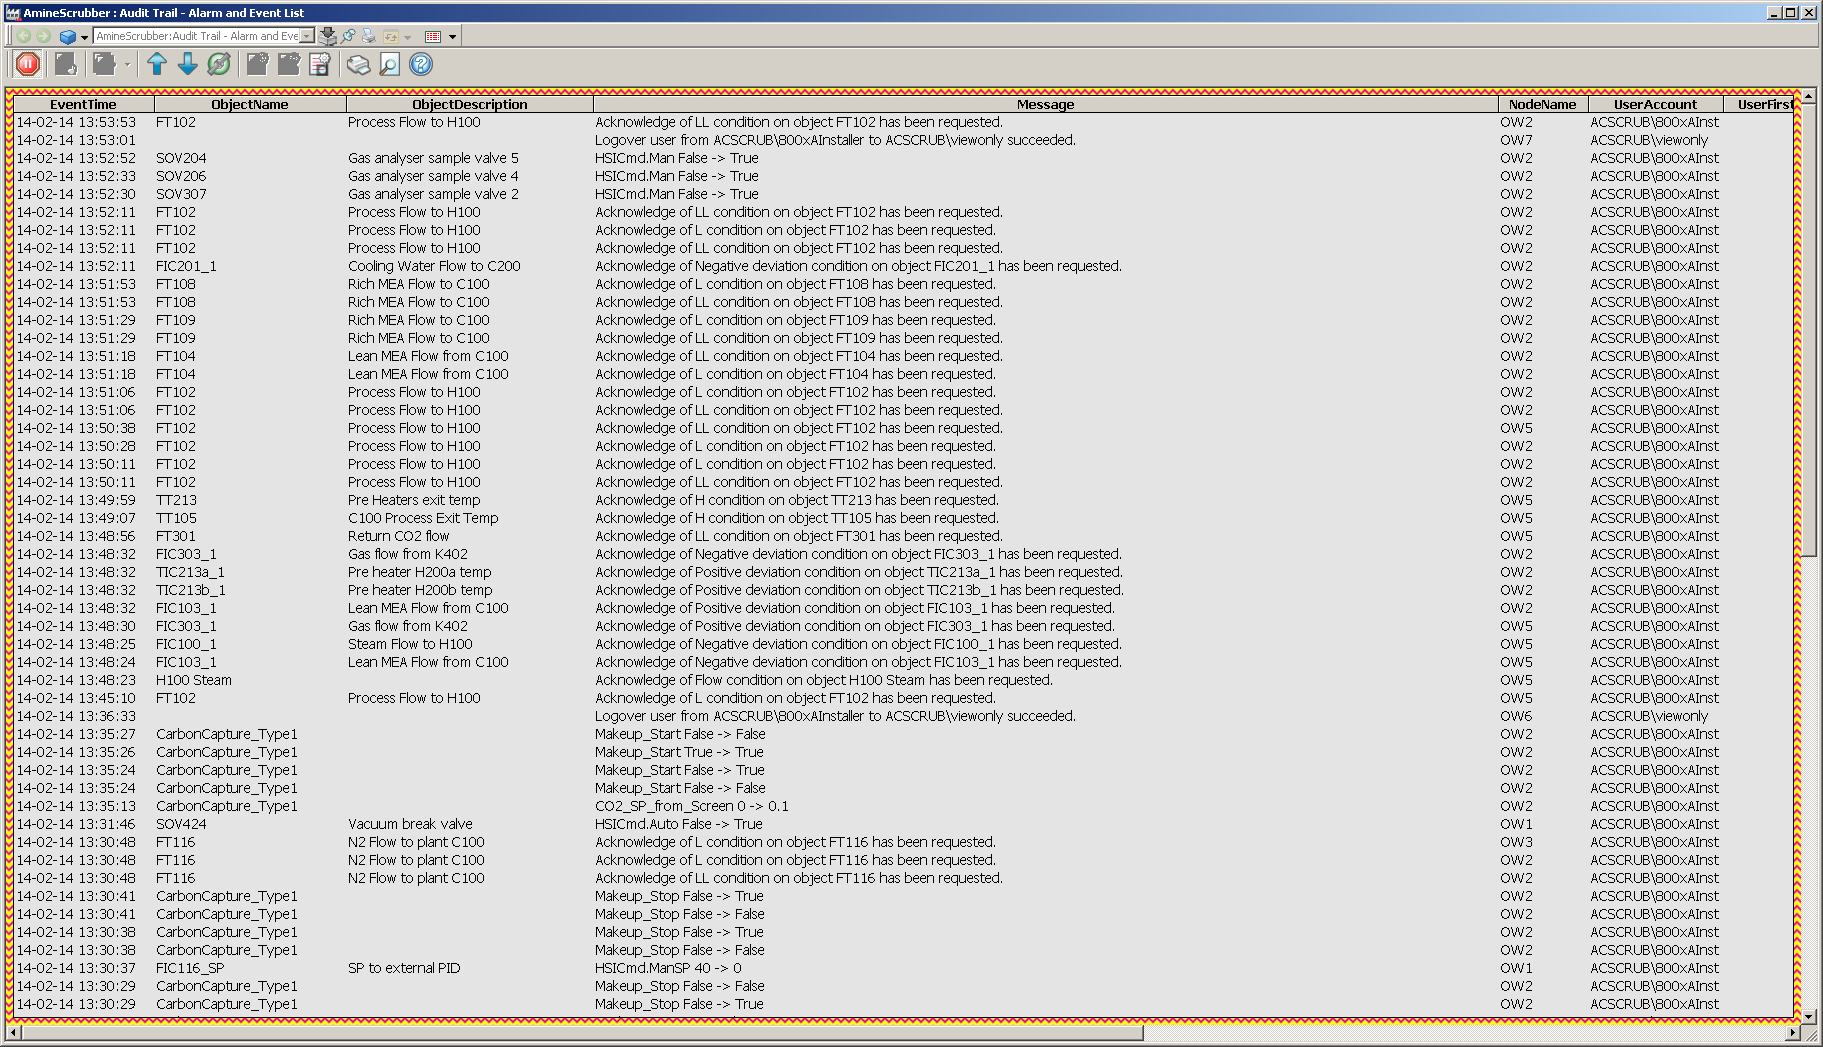 AmineScrubber : Audit Trail - Alarm and Event List
AmineScrubber:Audit Trail - Alarm and Eve
EventTime ObjectName ObjectDescription Message NodeName UserAccount UserFirst
14-02-14 13:53:53 FT102 Process Flow to H100 Acknowledge of LL condition on object FT102 has been requested. OW2 ACSCRUB\800xAInst
14-02-14 13:53:01 Logover user from ACSCRUB\800xAInstaller to ACSCRUB\viewonly succeeded. OW7 ACSCRUB\viewonly
14-02-14 13:52:52 SOV204 Gas analyser sample valve 5 HSICmd.Man False -> True OW2 ACSCRUB\800xAInst
14-02-14 13:52:33 SOV206 Gas analyser sample valve 4 HSICmd.Man False -> True OW2 ACSCRUB\800xAInst
14-02-14 13:52:30 SOV307 Gas analyser sample valve 2 HSICmd.Man False -> True OW2 ACSCRUB\800xAInst
14-02-14 13:52:11 FT102 Process Flow to H100 Acknowledge of LL condition on object FT102 has been requested. OW2 ACSCRUB\800xAInst
14-02-14 13:52:11 FT102 Process Flow to H100 Acknowledge of L condition on object FT102 has been requested. OW2 ACSCRUB\800xAInst
14-02-14 13:52:11 FT102 Process Flow to H100 Acknowledge of LL condition on object FT102 has been requested. OW2 ACSCRUB\800xAInst
14-02-14 13:52:11 FIC201_1 Cooling Water Flow to C200 Acknowledge of Negative deviation condition on object FIC201_1 has been requested. OW2 ACSCRUB\800xAInst
14-02-14 13:51:53 FT108 Rich MEA Flow to C100 Acknowledge of L condition on object FT108 has been requested. OW2 ACSCRUB\800xAInst
14-02-14 13:51:53 FT108 Rich MEA Flow to C100 Acknowledge of LL condition on object FT108 has been requested. OW2 ACSCRUB\800xAInst
14-02-14 13:51:29 FT109 Rich MEA Flow to C100 Acknowledge of L condition on object FT109 has been requested. OW2 ACSCRUB\800xAInst
14-02-14 13:51:29 FT109 Rich MEA Flow to C100 Acknowledge of LL condition on object FT109 has been requested. OW2 ACSCRUB\800xAInst
14-02-14 13:51:18 FT104 Lean MEA Flow from C100 Acknowledge of LL condition on object FT104 has been requested. OW2 ACSCRUB\800xAInst
14-02-14 13:51:18 FT104 Lean MEA Flow from C100 Acknowledge of L condition on object FT104 has been requested. OW2 ACSCRUB\800xAInst
14-02-14 13:51:06 FT102 Process Flow to H100 Acknowledge of L condition on object FT102 has been requested. OW2 ACSCRUB\800xAInst
14-02-14 13:51:06 FT102 Process Flow to H100 Acknowledge of LL condition on object FT102 has been requested. OW2 ACSCRUB\800xAInst
14-02-14 13:50:38 FT102 Process Flow to H100 Acknowledge of LL condition on object FT102 has been requested. OW5 ACSCRUB\800xAInst
14-02-14 13:50:28 FT102 Process Flow to H100 Acknowledge of L condition on object FT102 has been requested. OW2 ACSCRUB\800xAInst
14-02-14 13:50:11 FT102 Process Flow to H100 Acknowledge of L condition on object FT102 has been requested. OW2 ACSCRUB\800xAInst
14-02-14 13:50:11 FT102 Process Flow to H100 Acknowledge of LL condition on object FT102 has been requested. OW2 ACSCRUB\800xAInst
14-02-14 13:49:59 TT213 Pre Heaters exit temp Acknowledge of H condition on object TT213 has been requested. OW5 ACSCRUB\800xAInst
14-02-14 13:49:07 TT105 C100 Process Exit Temp Acknowledge of H condition on object TT105 has been requested. OW5 ACSCRUB\800xAInst
14-02-14 13:48:56 FT301 Return CO2 flow Acknowledge of LL condition on object FT301 has been requested. OW5 ACSCRUB\800xAInst
14-02-14 13:48:32 FIC303_1 Gas flow from K402 Acknowledge of Negative deviation condition on object FIC303_1 has been requested. OW2 ACSCRUB\800xAInst
14-02-14 13:48:32 TIC213a_1 Pre heater H200a temp Acknowledge of Positive deviation condition on object TIC213a_1 has been requested. OW2 ACSCRUB\800xAInst
14-02-14 13:48:32 TIC213b_1 Pre heater H200b temp Acknowledge of Positive deviation condition on object TIC213b_1 has been requested. OW2 ACSCRUB\800xAInst
14-02-14 13:48:32 FIC103_1 Lean MEA Flow from C100 Acknowledge of Positive deviation condition on object FIC103_1 has been requested. OW2 ACSCRUB\800xAInst
14-02-14 13:48:30 FIC303_1 Gas flow from K402 Acknowledge of Positive deviation condition on object FIC303_1 has been requested. OW5 ACSCRUB\800xAInst
14-02-14 13:48:25 FIC100_1 Steam Flow to H100 Acknowledge of Negative deviation condition on object FIC100_1 has been requested. OW5 ACSCRUB\800xAInst
14-02-14 13:48:24 FIC103_1 Lean MEA Flow from C100 Acknowledge of Negative deviation condition on object FIC103_1 has been requested. OW5 ACSCRUB\800xAInst
14-02-14 13:48:23 H100 Steam Acknowledge of Flow condition on object H100 Steam has been requested. OW5 ACSCRUB\800xAInst
14-02-14 13:45:10 FT102 Process Flow to H100 Acknowledge of L condition on object FT102 has been requested. OW5 ACSCRUB\800xAInst
14-02-14 13:36:33 Logover user from ACSCRUB\800xAInstaller to ACSCRUB\viewonly succeeded. OW6 ACSCRUB\viewonly
14-02-14 13:35:27 CarbonCapture_Type1 Makeup_Start False -> False OW2 ACSCRUB\800xAInst
14-02-14 13:35:26 CarbonCapture_Type1 Makeup_Start True -> True OW2 ACSCRUB\800xAInst
14-02-14 13:35:24 CarbonCapture_Type1 Makeup_Start False -> True OW2 ACSCRUB\800xAInst
14-02-14 13:35:24 CarbonCapture_Type1 Makeup_Start False -> False OW2 ACSCRUB\800xAInst
14-02-14 13:35:13 CarbonCapture_Type1 CO2_SP_from_Screen 0 -> 0.1 OW2 ACSCRUB\800xAInst
14-02-14 13:31:46 SOV424 Vacuum break valve HSICmd.Auto False -> True OW1 ACSCRUB\800xAInst
14-02-14 13:30:48 FT116 N2 Flow to plant C100 Acknowledge of L condition on object FT116 has been requested. OW3 ACSCRUB\800xAInst
14-02-14 13:30:48 FT116 N2 Flow to plant C100 Acknowledge of L condition on object FT116 has been requested. OW2 ACSCRUB\800xAInst
14-02-14 13:30:48 FT116 N2 Flow to plant C100 Acknowledge of LL condition on object FT116 has been requested. OW2 ACSCRUB\800xAInst
14-02-14 13:30:41 CarbonCapture_Type1 Makeup_Stop False -> True OW2 ACSCRUB\800xAInst
14-02-14 13:30:41 CarbonCapture_Type1 Makeup_Stop False -> False OW2 ACSCRUB\800xAInst
14-02-14 13:30:38 CarbonCapture_Type1 Makeup_Stop False -> True OW2 ACSCRUB\800xAInst
14-02-14 13:30:38 CarbonCapture_Type1 Makeup_Stop False -> False OW2 ACSCRUB\800xAInst
14-02-14 13:30:37 FIC116_SP SP to external PID HSICmd.ManSP 40 -> 0 OW1 ACSCRUB\800xAInst
14-02-14 13:30:29 CarbonCapture_Type1 Makeup_Stop False -> False OW2 ACSCRUB\800xAInst
14-02-14 13:30:29 CarbonCapture_Type1 Makeup_Stop False -> True OW2 ACSCRUB\800xAInst